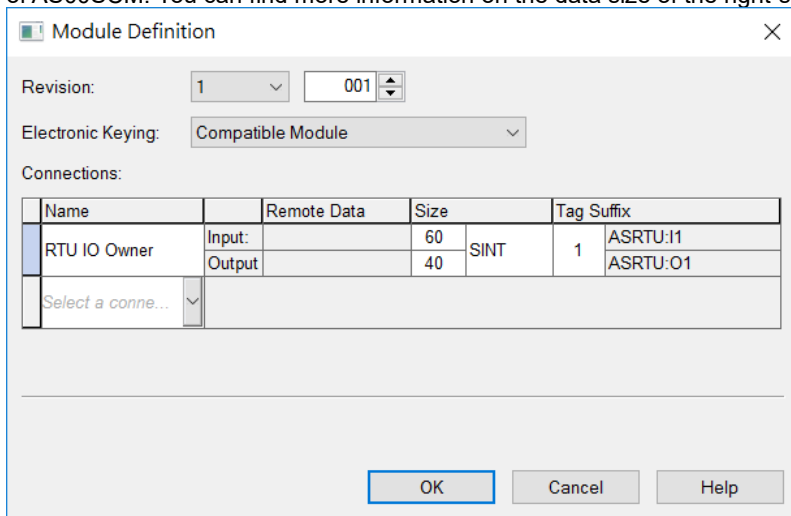 Module Definition
Revision: 1 001
Electronic Keying: Compatible Module
Connections:
Name Remote Data Size Tag Suffix
RTU IO Owner Input: 60 SINT 1 ASRTU:I1
Output 40 ASRTU:O1
Select a conne...
OK Cancel Help